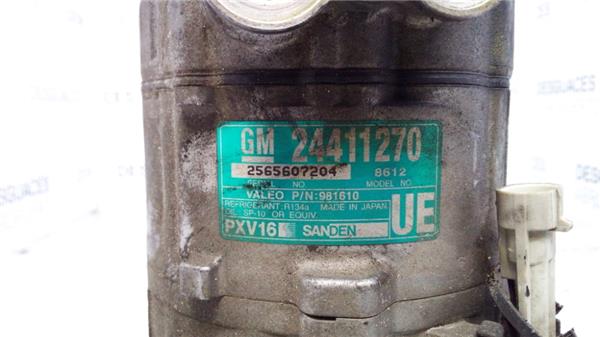 GM 24411270
2565607204 8612
SERIAL NO. MODEL NO.
VALEO P/N:981610
REFRIGERANT:R134a MADE IN JAPAN
OIL: SP-10 OR EQUIV.
PXV16 SANDEN UE
DESGUACES